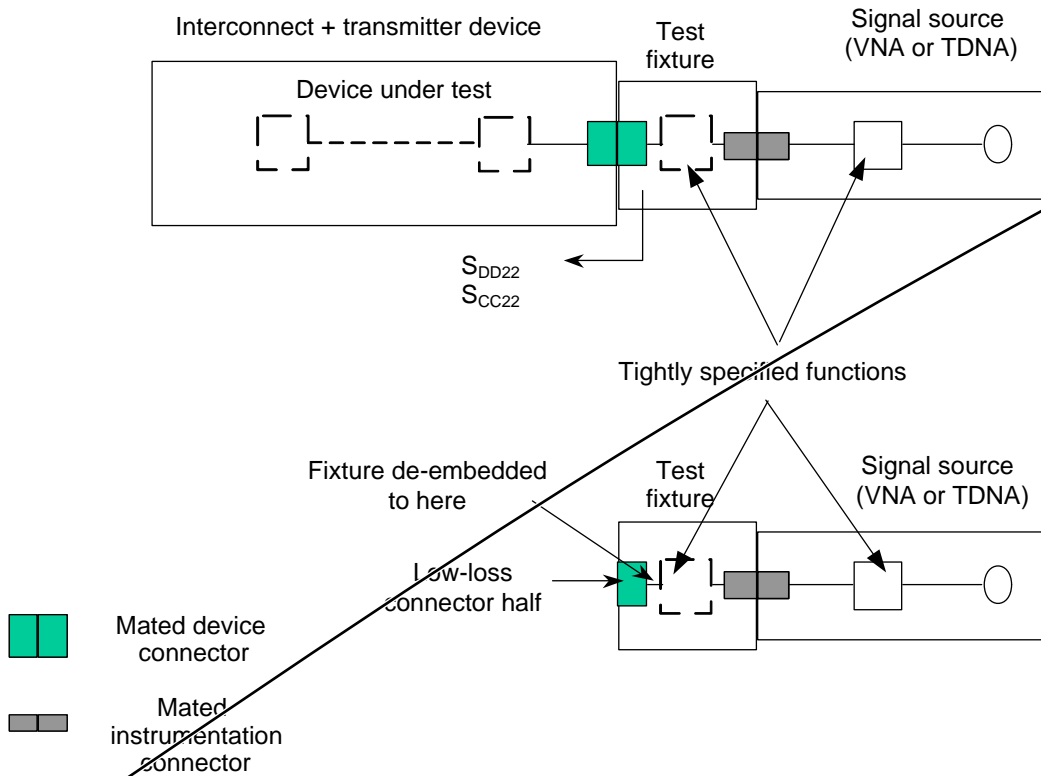 Interconnect + transmitter device
Test
fixture
Signal source
(VNA or TDNA)
Device under test
SDD22
SCC22
Tightly specified functions
Fixture de-embedded
to here
Test
fixture
Signal source
(VNA or TDNA)
Low-loss
connector half
Mated device
connector
Mated
instrumentation
connector